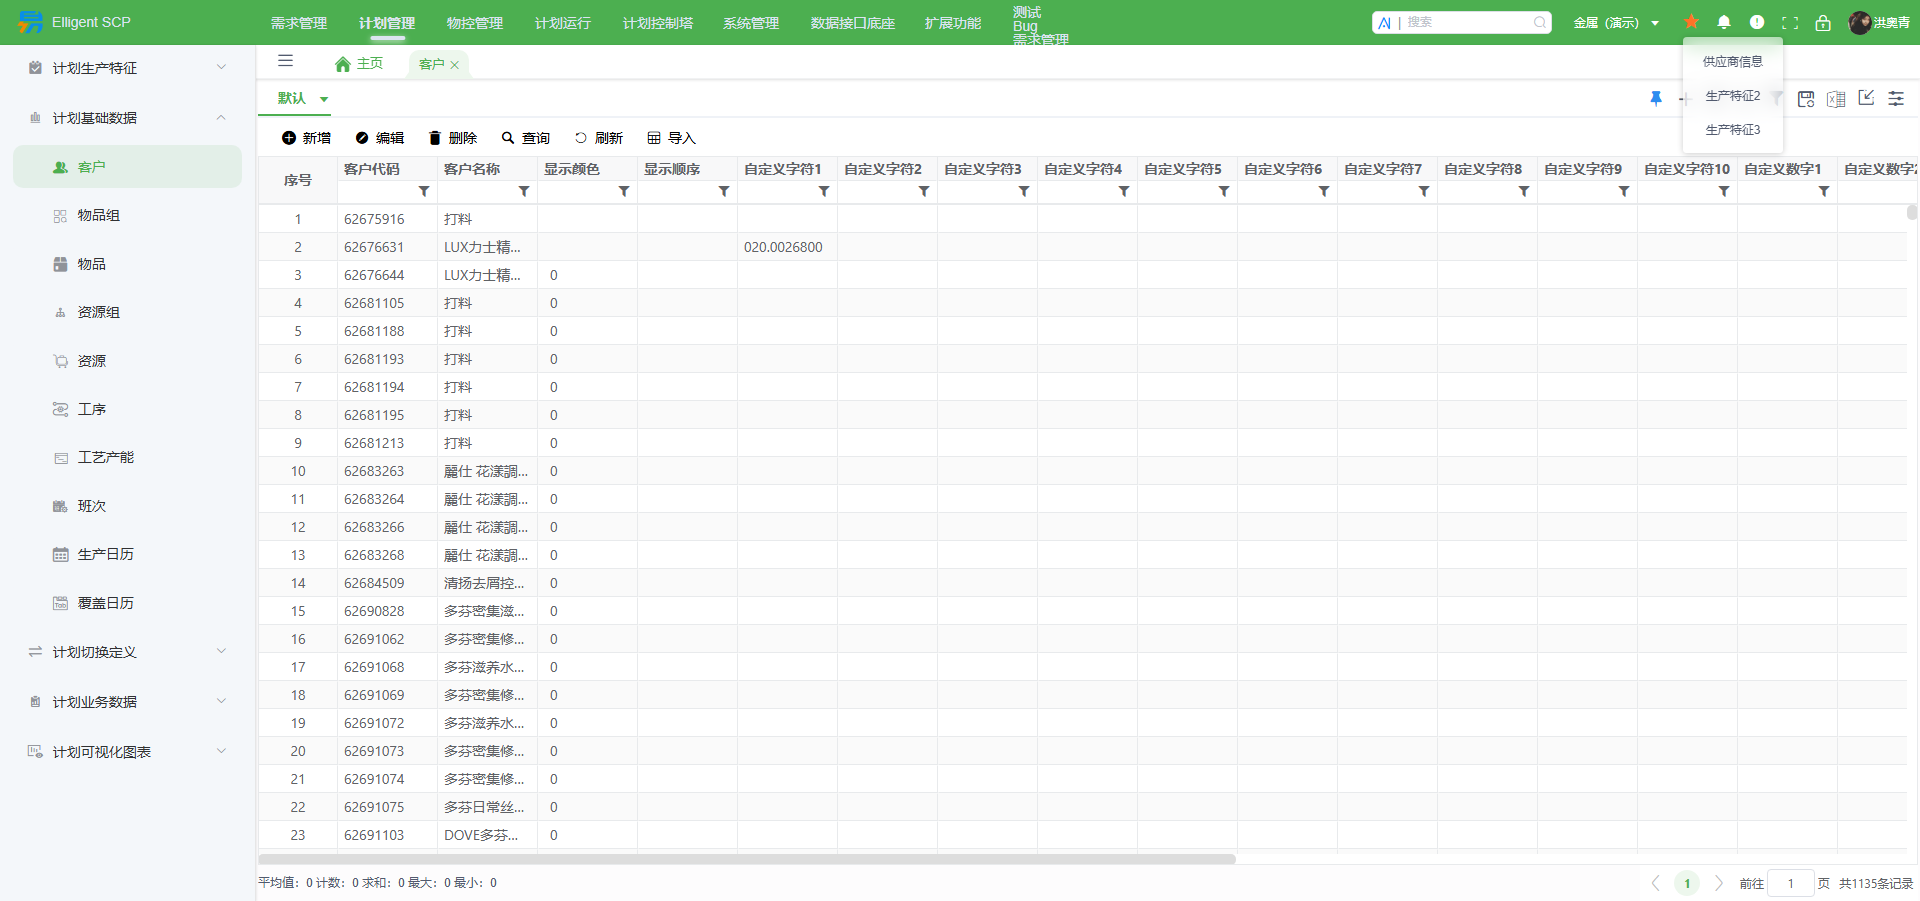 Elligent SCP
需求管理 计划管理 物控管理 计划运行 计划控制塔 系统管理 数据接口底座 扩展功能
测试
Bug
需求管理
搜索
金属（演示）
洪奥青
供应商信息
生产特征2
生产特征3
计划生产特征
计划基础数据
客户
物品组
物品
资源组
资源
工序
工艺产能
班次
生产日历
覆盖日历
计划切换定义
计划业务数据
计划可视化图表
主页 客户
默认
新增 编辑 删除 查询 刷新 导入
序号 客户代码 客户名称 显示颜色 显示顺序 自定义字符1 自定义字符2 自定义字符3 自定义字符4 自定义字符5 自定义字符6 自定义字符7 自定义字符8 自定义字符9 自定义字符10 自定义数字1 自定义数字2
1 62675916 打料
2 62676631 LUX力士精... 020.0026800
3 62676644 LUX力士精... 0
4 62681105 打料 0
5 62681188 打料 0
6 62681193 打料 0
7 62681194 打料 0
8 62681195 打料 0
9 62681213 打料 0
10 62683263 麗仕 花漾調... 0
11 62683264 麗仕 花漾調... 0
12 62683266 麗仕 花漾調... 0
13 62683268 麗仕 花漾調... 0
14 62684509 清扬去屑控... 0
15 62690828 多芬密集滋... 0
16 62691062 多芬密集修... 0
17 62691068 多芬滋养水... 0
18 62691069 多芬密集修... 0
19 62691072 多芬滋养水... 0
20 62691073 多芬密集修... 0
21 62691074 多芬密集修... 0
22 62691075 多芬日常丝... 0
23 62691103 DOVE多芬... 0
平均值：0 计数：0 求和：0 最大：0 最小：0
1 前往 1 页 共1135条记录